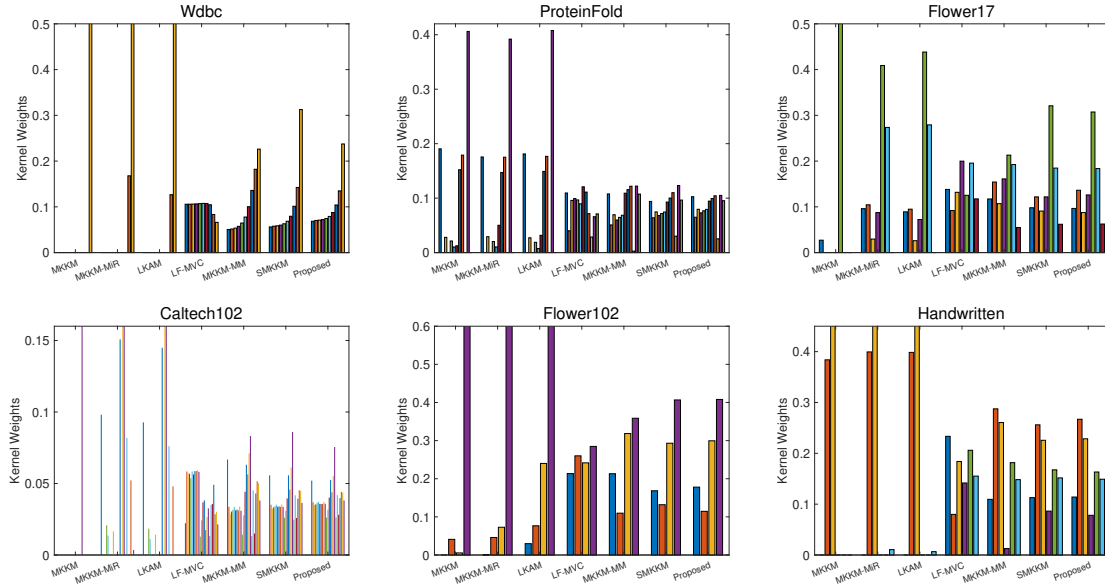 Wdbc
Kernel Weights
0.5
0.4
0.3
0.2
0.1
0
MKKM
MKKM-MiR
LKAM
LF-MVC
MKKM-MM
SMKKM
Proposed
ProteinFold
Kernel Weights
0.4
0.3
0.2
0.1
0
MKKM
MKKM-MiR
LKAM
LF-MVC
MKKM-MM
SMKKM
Proposed
Flower17
Kernel Weights
0.5
0.4
0.3
0.2
0.1
0
MKKM
MKKM-MiR
LKAM
LF-MVC
MKKM-MM
SMKKM
Proposed
Caltech102
Kernel Weights
0.15
0.1
0.05
0
MKKM
MKKM-MiR
LKAM
LF-MVC
MKKM-MM
SMKKM
Proposed
Flower102
Kernel Weights
0.6
0.5
0.4
0.3
0.2
0.1
0
MKKM
MKKM-MiR
LKAM
LF-MVC
MKKM-MM
SMKKM
Proposed
Handwritten
Kernel Weights
0.4
0.3
0.2
0.1
0
MKKM
MKKM-MiR
LKAM
LF-MVC
MKKM-MM
SMKKM
Proposed